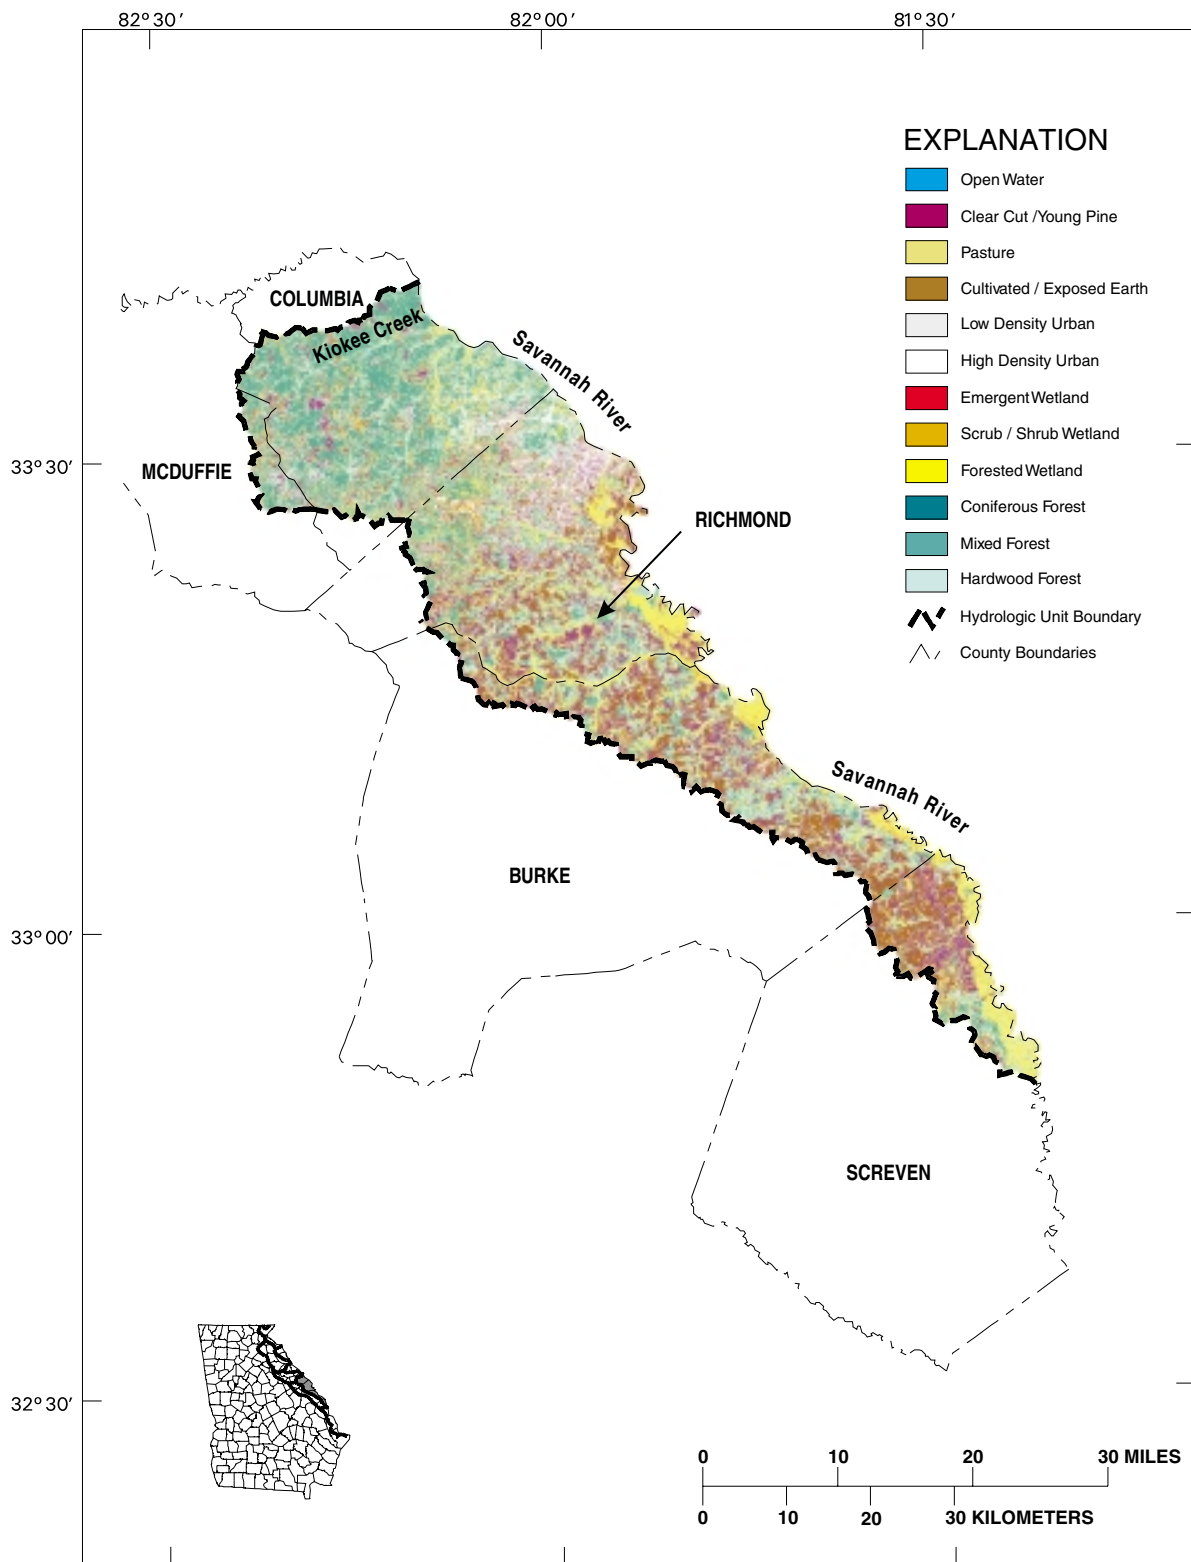 82° 30′
82° 00′
81° 30′
EXPLANATION
Open Water
Clear Cut /Young Pine
Pasture
Cultivated / Exposed Earth
Low Density Urban
High Density Urban
Emergent Wetland
Scrub / Shrub Wetland
Forested Wetland
Coniferous Forest
Mixed Forest
Hardwood Forest
Hydrologic Unit Boundary
County Boundaries
COLUMBIA
Kiokee Creek
Savannah River
33° 30′
MCDUFFIE
RICHMOND
Savannah River
BURKE
33° 00′
SCREVEN
32° 30′
0 10 20 30 MILES
0 10 20 30 KILOMETERS